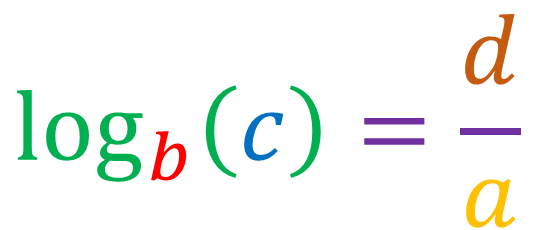 log_b(c) = d/a